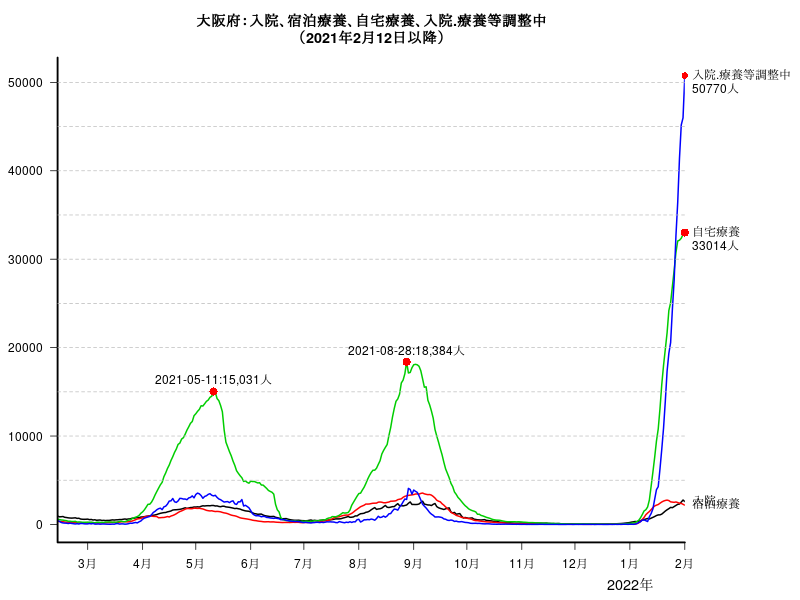 大阪府：入院、宿泊療養、自宅療養、入院.療養等調整中
（2021年2月12日以降）
入院.療養等調整中
50770人
50000
40000
自宅療養
33014人
30000
20000
2021-08-28:18,384人
2021-05-11:15,031人
10000
入院
宿泊療養
0
3月 4月 5月 6月 7月 8月 9月 10月 11月 12月 1月 2月
2022年